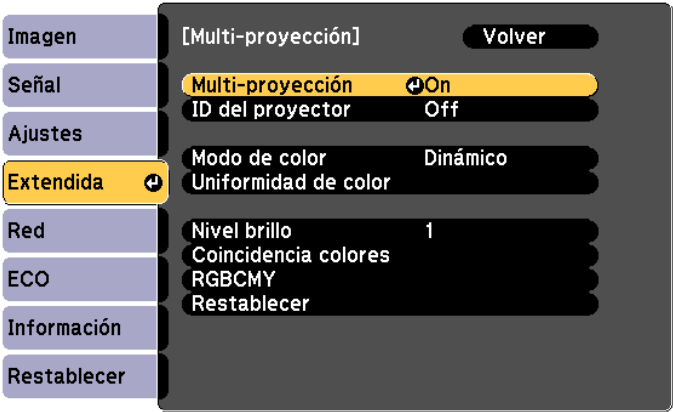 Imagen
Señal
Ajustes
Extendida
Red
ECO
Información
Restablecer
[Multi-proyección] Volver
Multi-proyección On
ID del proyector Off
Modo de color Dinámico
Uniformidad de color
Nivel brillo 1
Coincidencia colores
RGBCMY
Restablecer